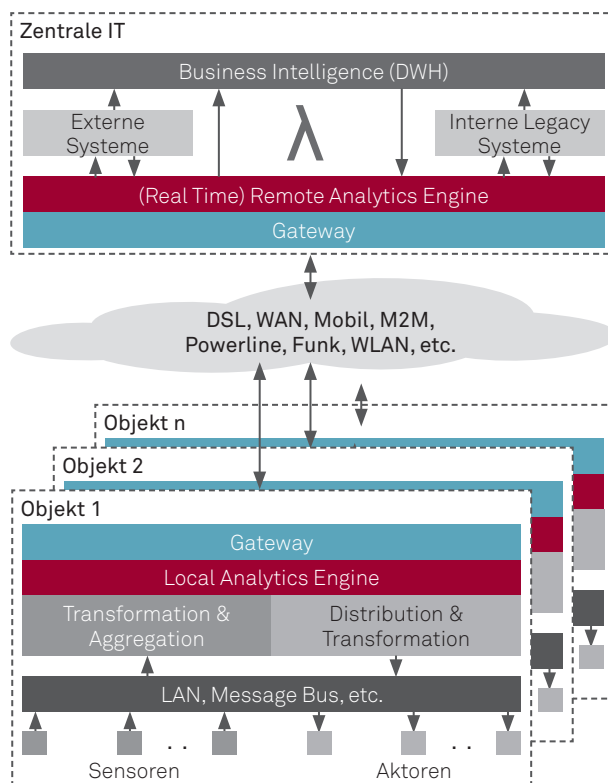 Zentrale IT
Business Intelligence (DWH)
Externe
Systeme
λ
Interne Legacy
Systeme
(Real Time) Remote Analytics Engine
Gateway
DSL, WAN, Mobil, M2M,
Powerline, Funk, WLAN, etc.
Objekt n
Objekt 2
Objekt 1
Gateway
Local Analytics Engine
Transformation &
Aggregation
Distribution &
Transformation
LAN, Message Bus, etc.
. .
. .
Sensoren
Aktoren